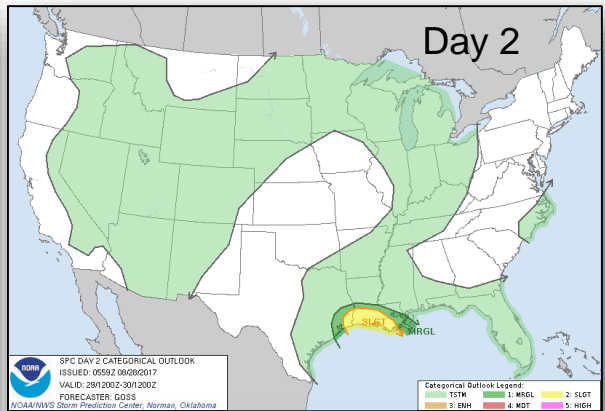 Day 2
SLGT
MRGL
NOAA
SPC DAY 2 CATEGORICAL OUTLOOK
ISSUED: 0559Z 08/28/2017
VALID: 29/1200Z-30/1200Z
FORECASTER: GOSS
NOAA/NWS Storm Prediction Center, Norman, Oklahoma
Categorical Outlook Legend:
TSTM 1: MRGL 2: SLGT
3: ENH 4: MDT 5: HIGH